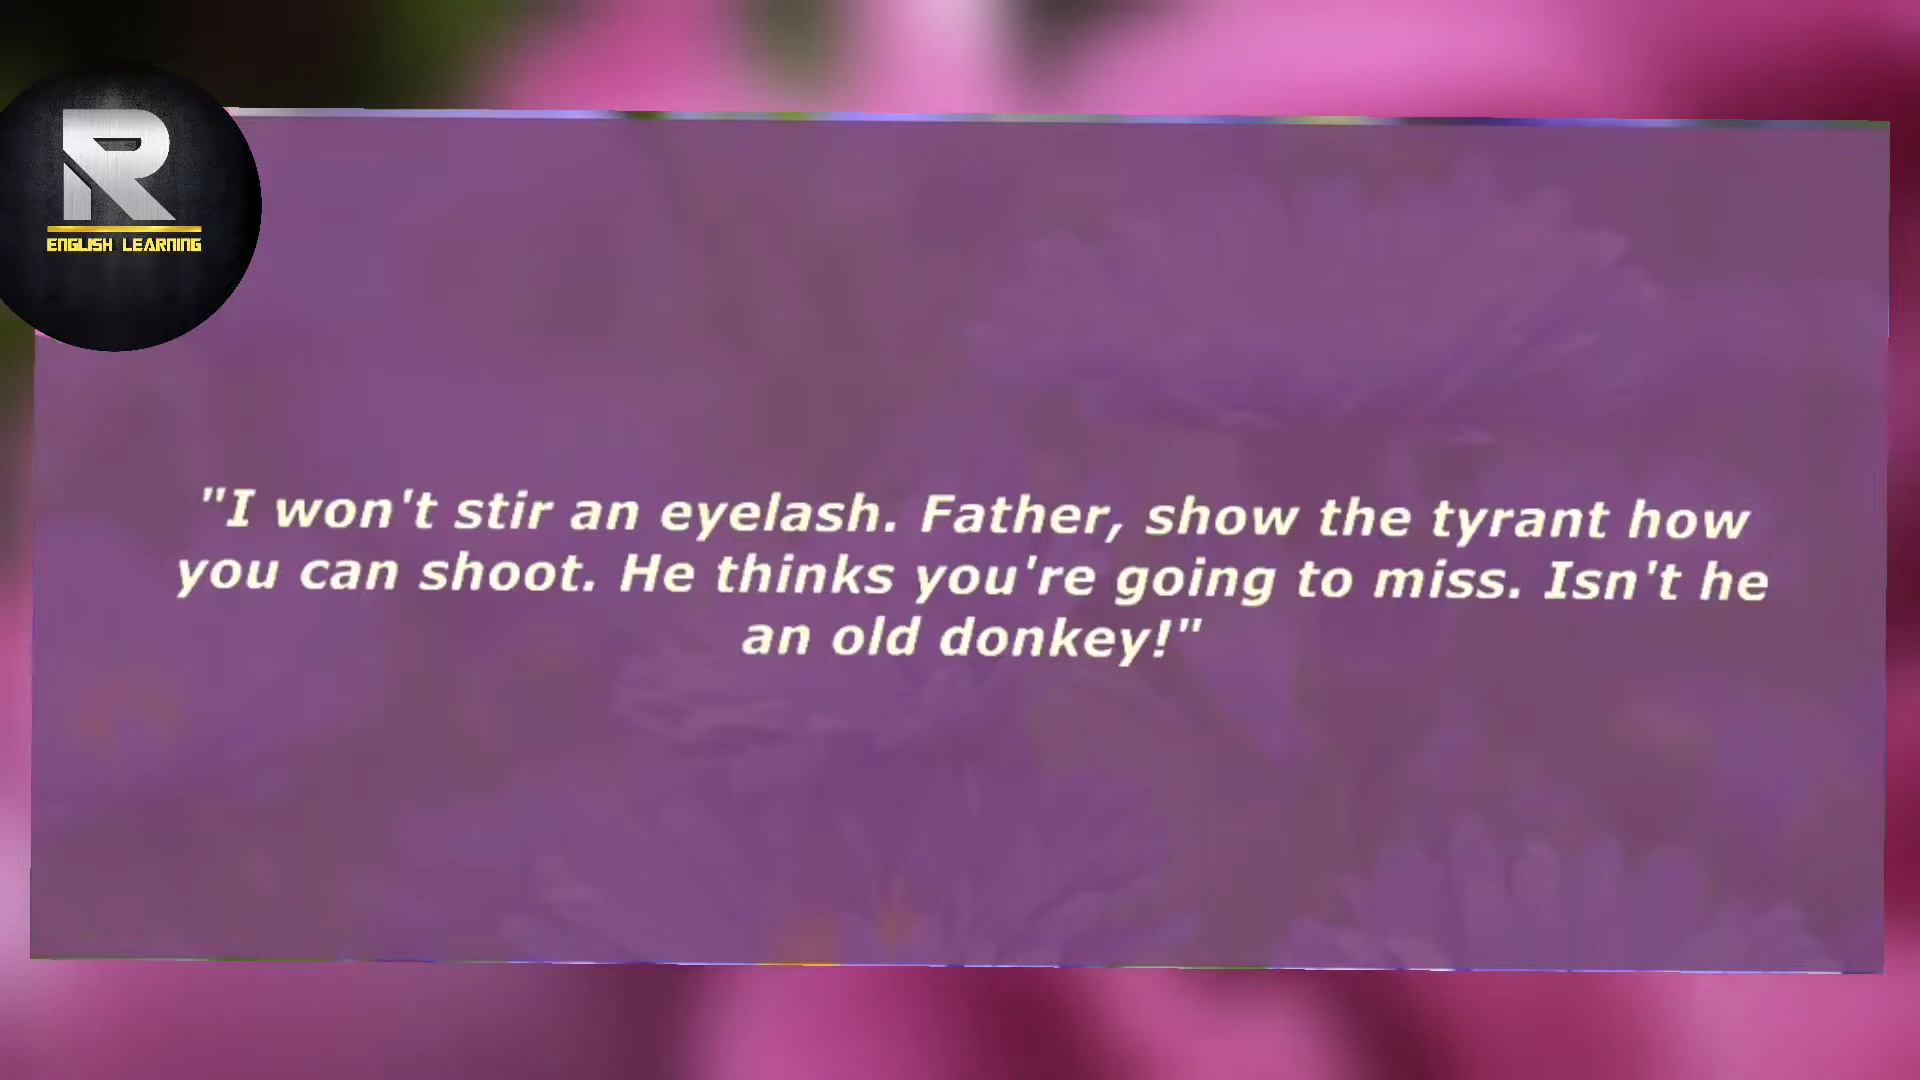 R
ENGLISH LEARNING
"I won't stir an eyelash. Father, show the tyrant how
you can shoot. He thinks you're going to miss. Isn't he
an old donkey!"